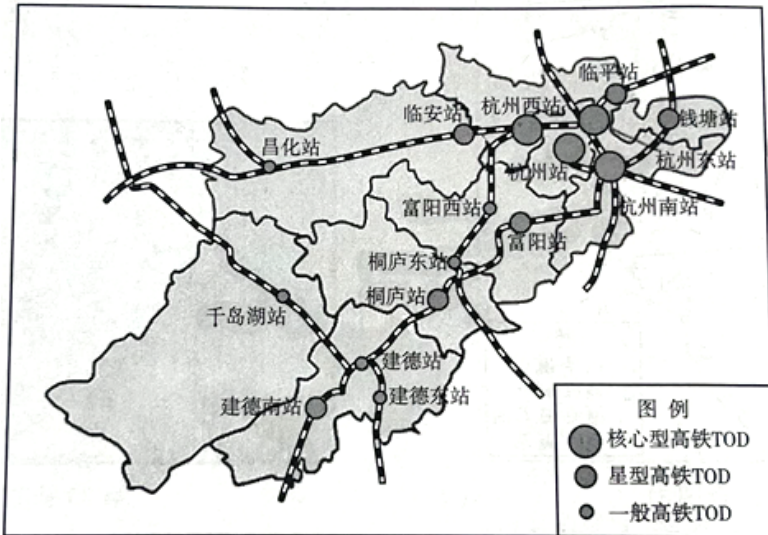 临平站
临安站
杭州西站
钱塘站
昌化站
杭州站
杭州东站
富阳西站
杭州南站
富阳站
桐庐东站
桐庐站
千岛湖站
建德站
建德南站
建德东站
图例
核心型高铁TOD
星型高铁TOD
一般高铁TOD